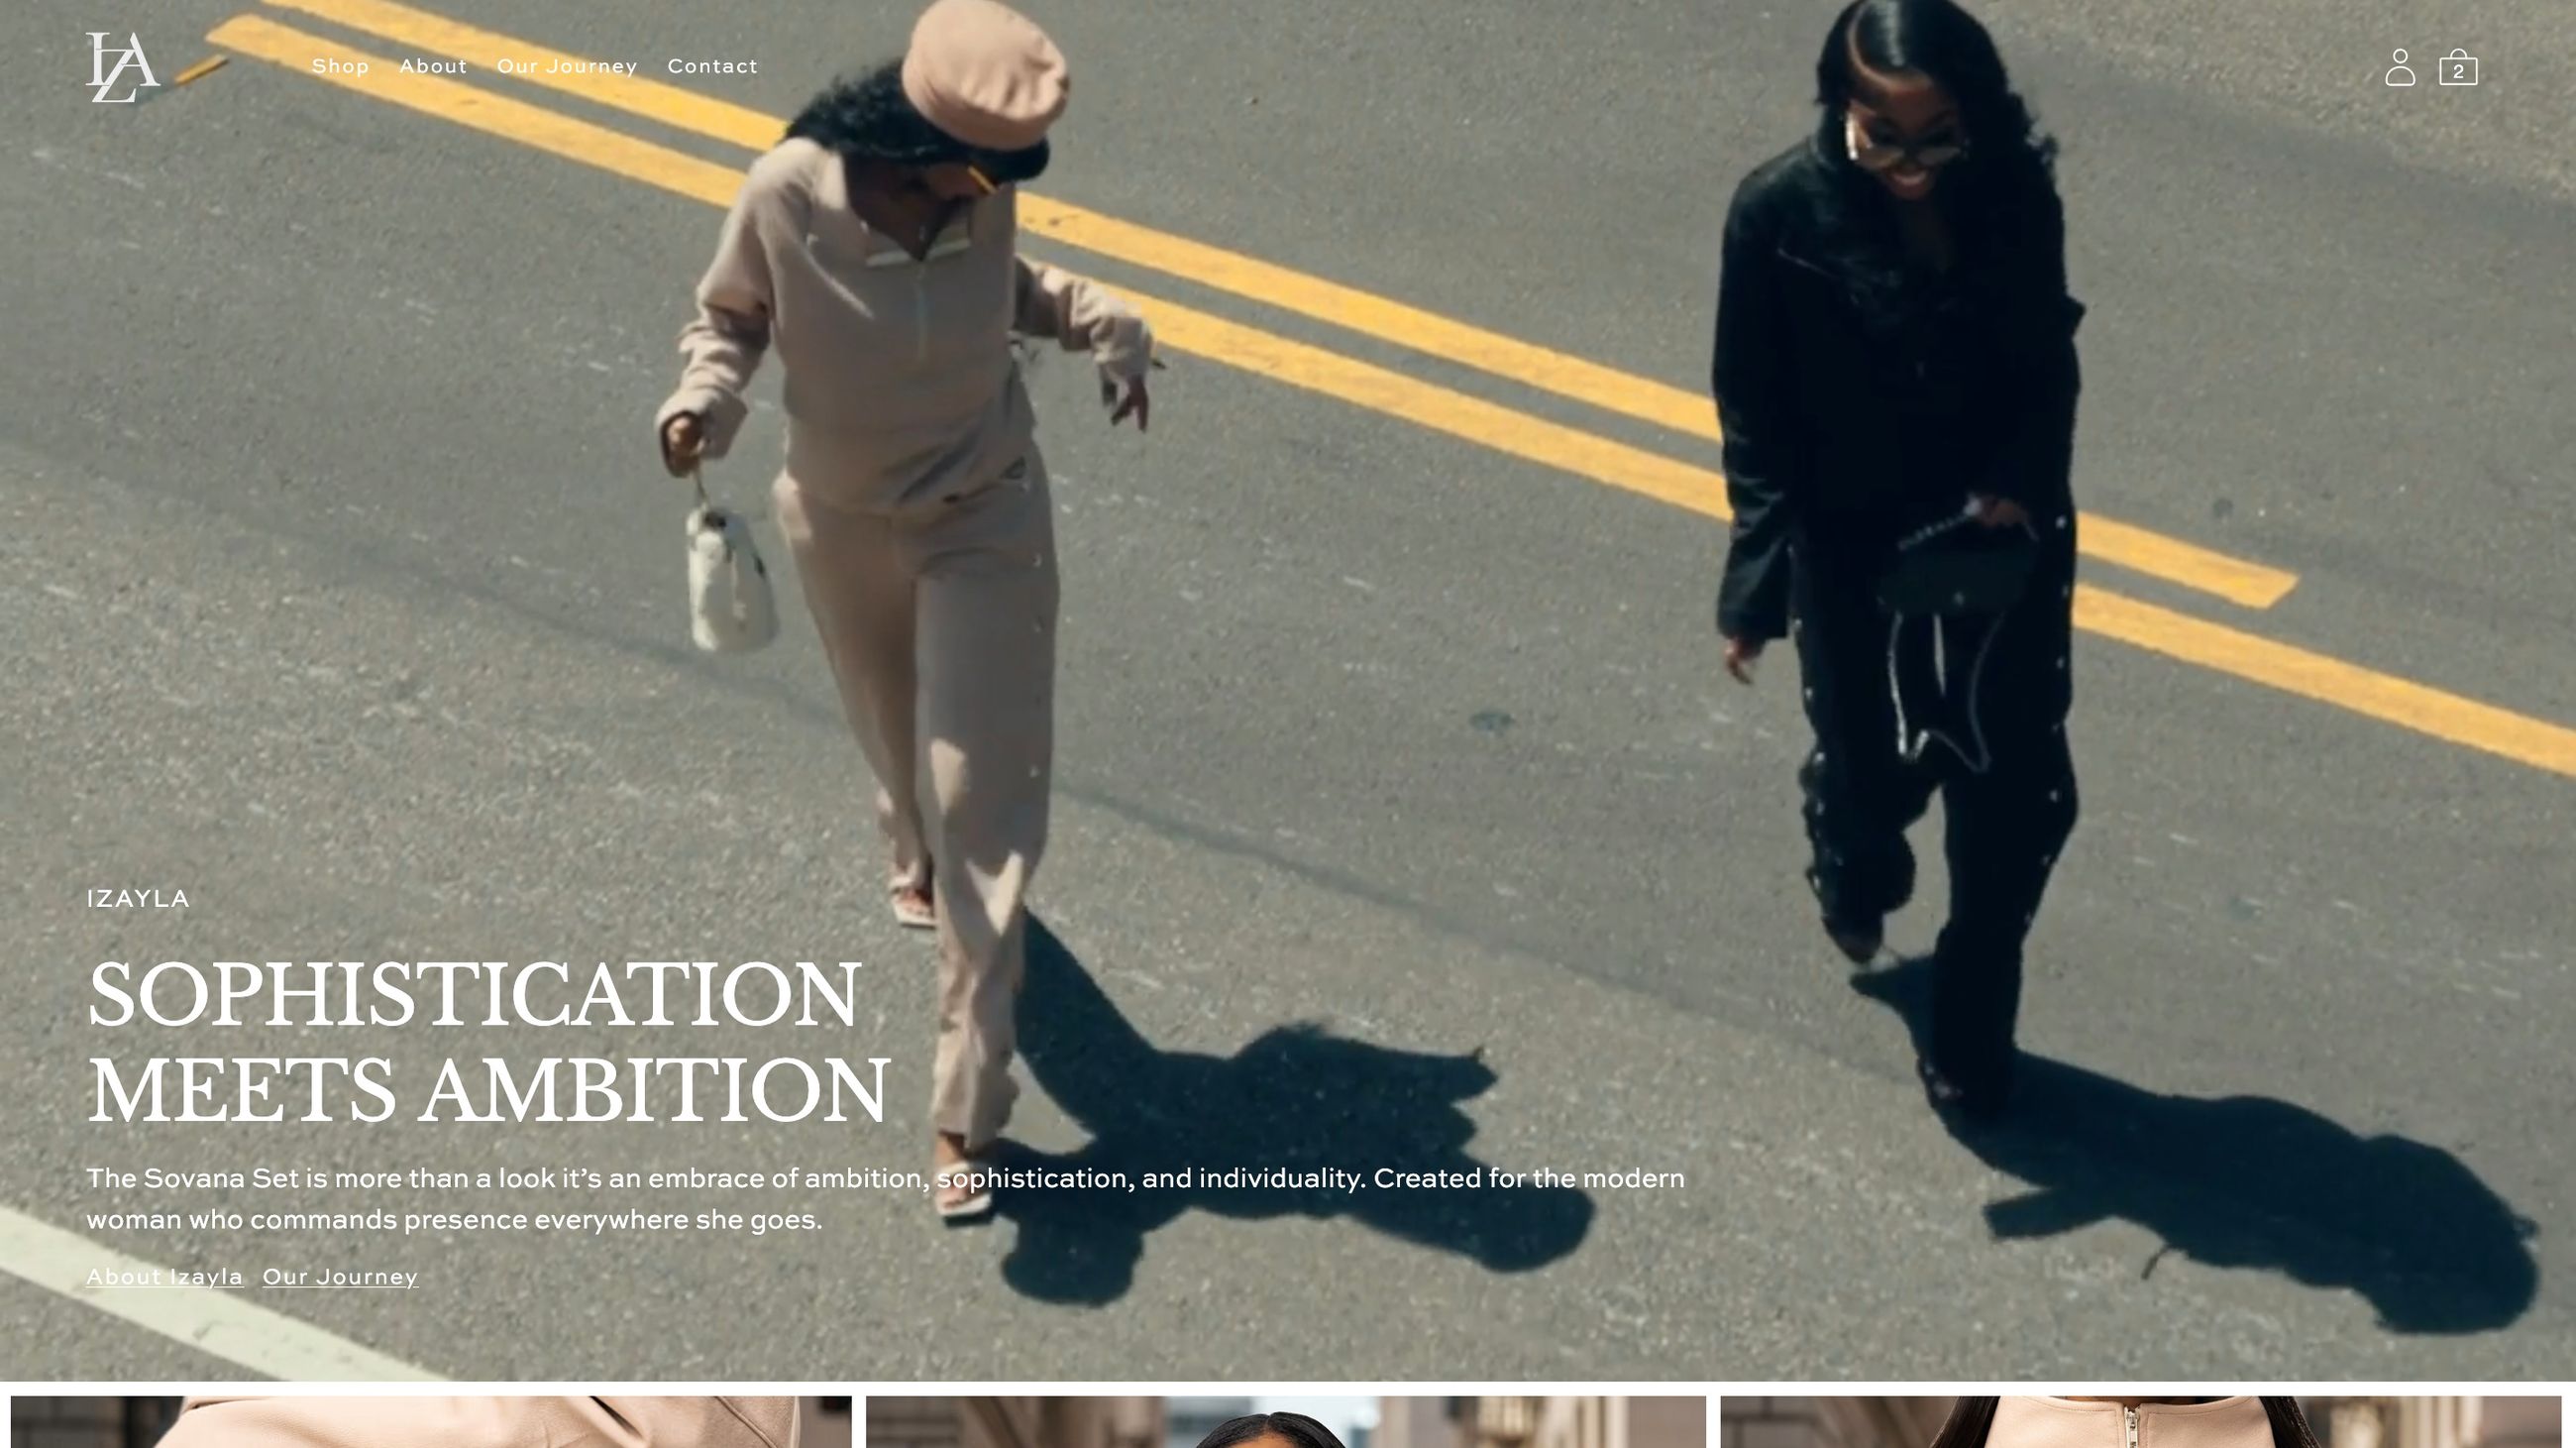 IZA
Shop About Our Journey Contact
2
IZAYLA
SOPHISTICATION
MEETS AMBITION
The Sovana Set is more than a look it’s an embrace of ambition, sophistication, and individuality. Created for the modern
woman who commands presence everywhere she goes.
About Izayla Our Journey